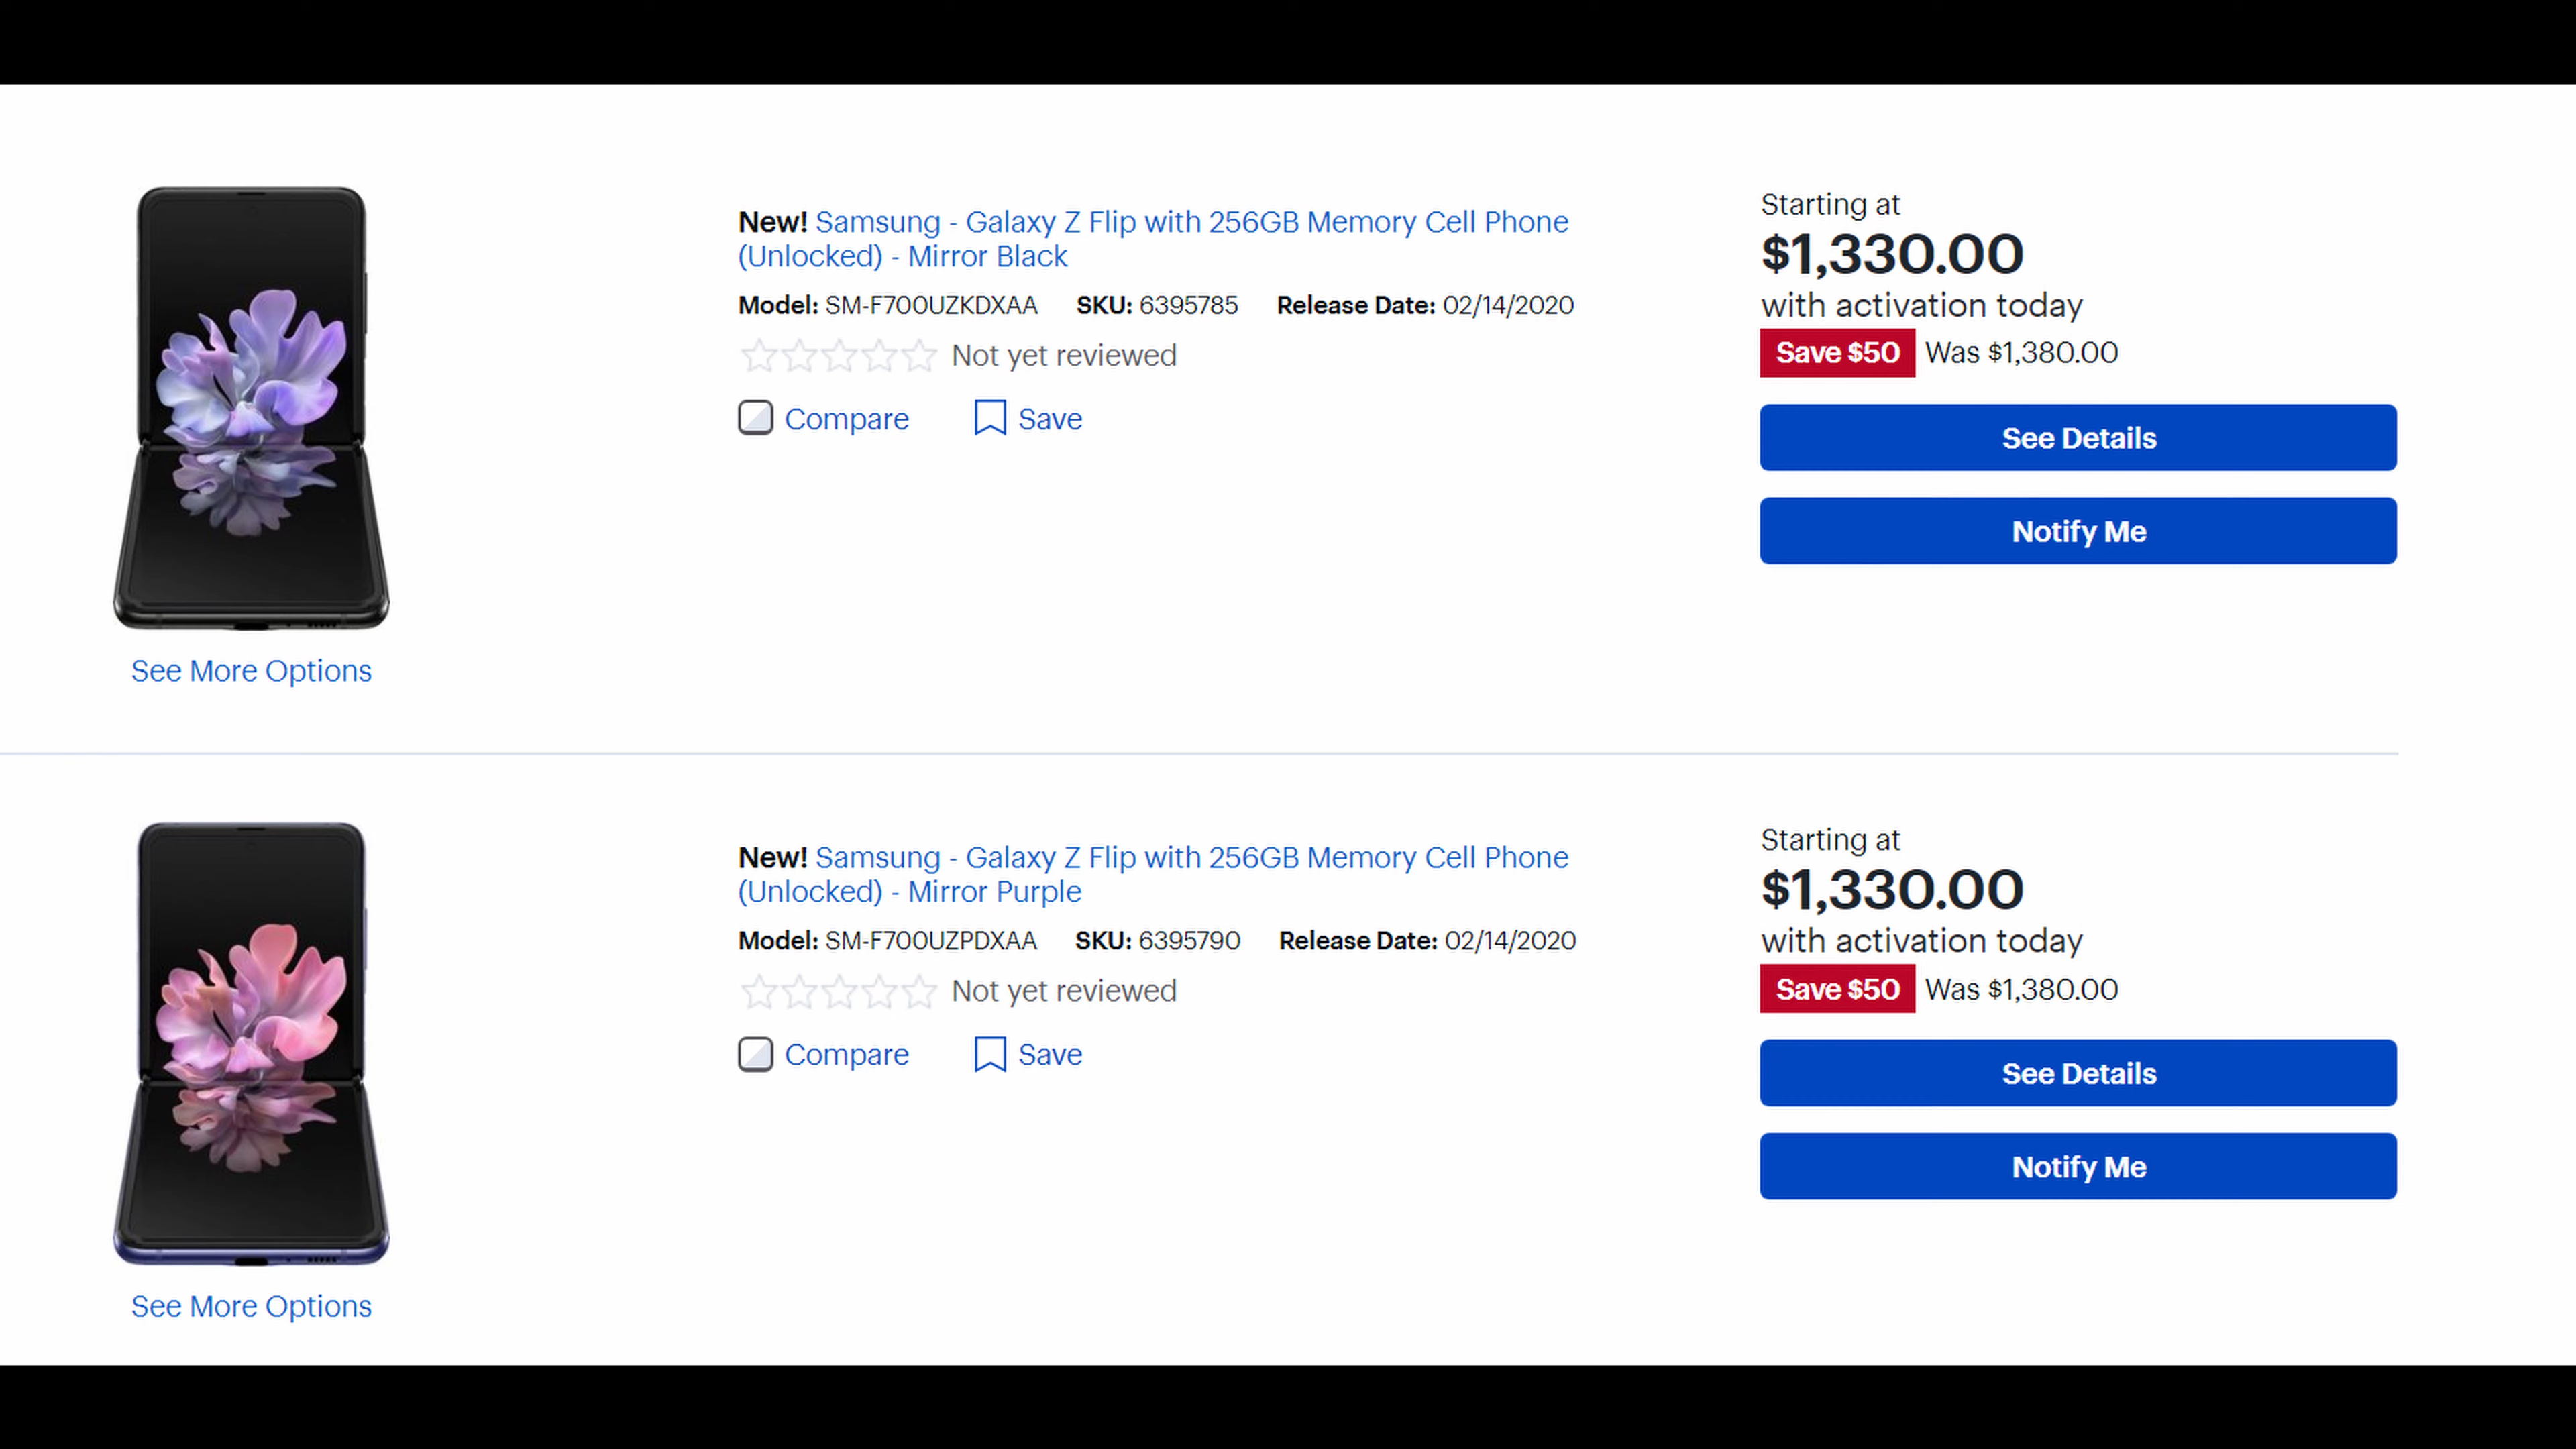 New! Samsung - Galaxy Z Flip with 256GB Memory Cell Phone
(Unlocked) - Mirror Black
Model: SM-F700UZKDXAA SKU: 6395785 Release Date: 02/14/2020
Not yet reviewed
Compare Save
Starting at
$1,330.00
with activation today
Save $50 Was $1,380.00
See Details
Notify Me
See More Options
New! Samsung - Galaxy Z Flip with 256GB Memory Cell Phone
(Unlocked) - Mirror Purple
Model: SM-F700UZPDXAA SKU: 6395790 Release Date: 02/14/2020
Not yet reviewed
Compare Save
Starting at
$1,330.00
with activation today
Save $50 Was $1,380.00
See Details
Notify Me
See More Options